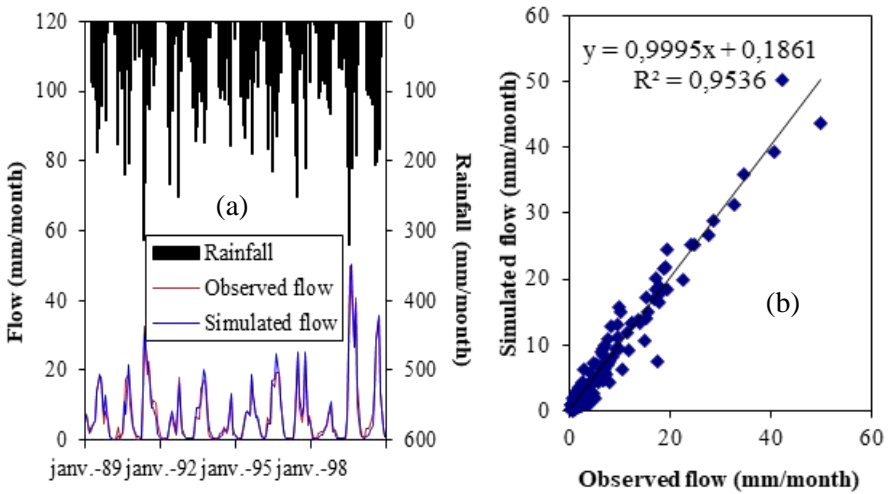 120
100
80
60
40
20
0
Flow (mm/month)
0
100
200
300
400
500
600
Rainfall (mm/month)
(a)
Rainfall
Observed flow
Simulated flow
janv.-89 janv.-92 janv.-95 janv.-98
y = 0,9995x + 0,1861
R² = 0,9536
60
50
40
30
20
10
0
Simulated flow (mm/month)
(b)
0 20 40 60
Observed flow (mm/month)